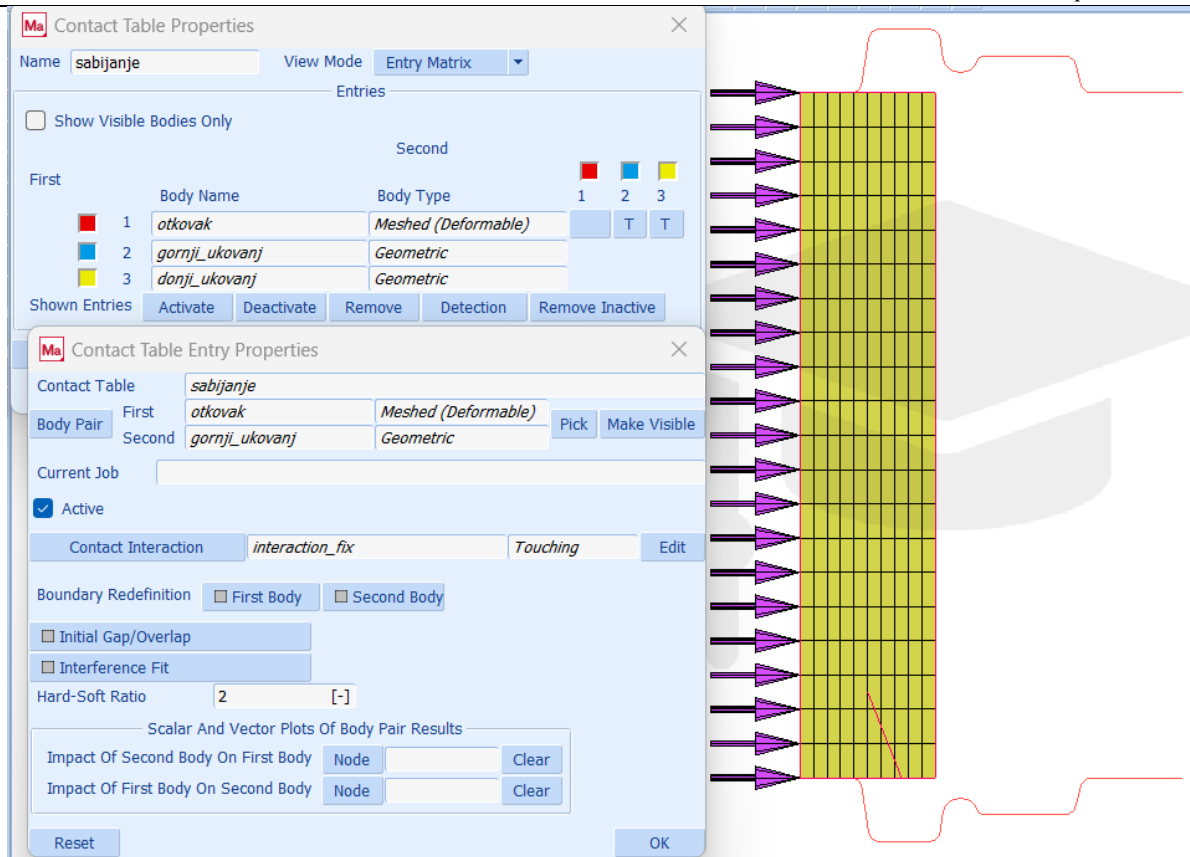 Ma Contact Table Properties
Name sabijanje View Mode Entry Matrix
Entries
Show Visible Bodies Only
Second
First
Body Name Body Type 1 2 3
1 otkovak Meshed (Deformable) T T
2 gornji_ukovanj Geometric
3 donji_ukovanj Geometric
Shown Entries Activate Deactivate Remove Detection Remove Inactive
Ma Contact Table Entry Properties
Contact Table sabijanje
Body Pair First otkovak Meshed (Deformable) Pick Make Visible
Second gornji_ukovanj Geometric
Current Job
Active
Contact Interaction interaction_fix Touching Edit
Boundary Redefinition First Body Second Body
Initial Gap/Overlap
Interference Fit
Hard-Soft Ratio 2 [-]
Scalar And Vector Plots Of Body Pair Results
Impact Of Second Body On First Body Node Clear
Impact Of First Body On Second Body Node Clear
Reset OK